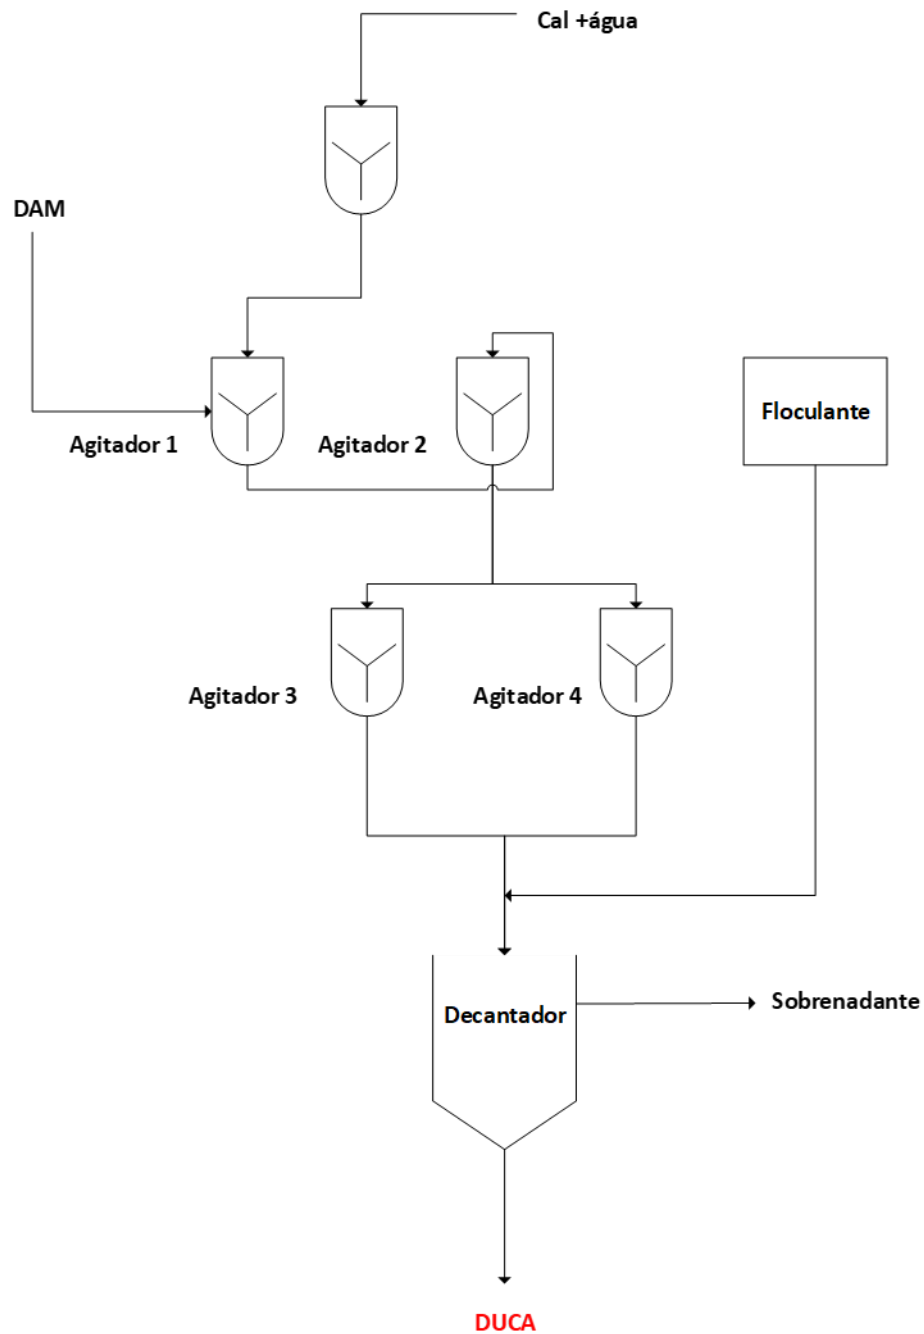 Cal +água
DAM
Agitador 1
Agitador 2
Floculante
Agitador 3
Agitador 4
Decantador
Sobrenadante
DUCA